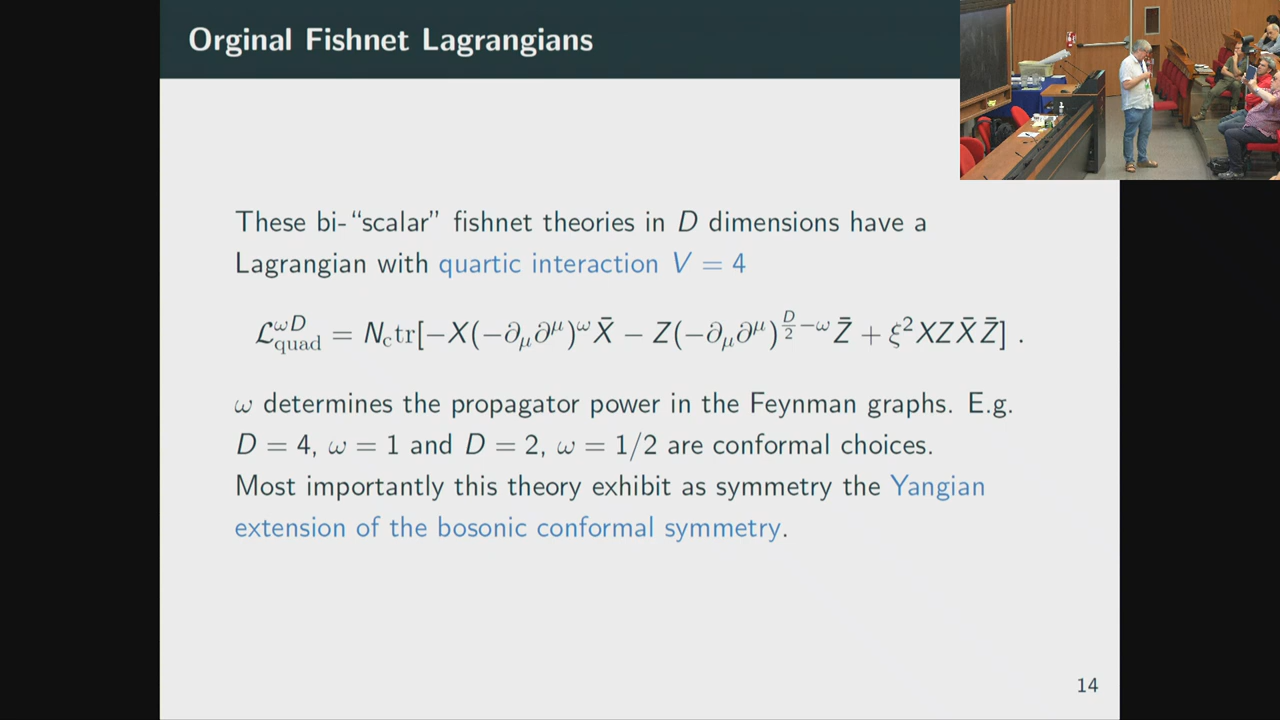 Orginal Fishnet Lagrangians
These bi-“scalar” fishnet theories in D dimensions have a
Lagrangian with quartic interaction V = 4
𝓛^{ωD}_{quad} = N_c tr[−X(−∂_μ∂^μ)^ω X̄ − Z(−∂_μ∂^μ)^{D/2−ω} Z̄ + ξ²XZX̄Z̄] .
ω determines the propagator power in the Feynman graphs. E.g.
D = 4, ω = 1 and D = 2, ω = 1/2 are conformal choices.
Most importantly this theory exhibit as symmetry the Yangian
extension of the bosonic conformal symmetry.
14